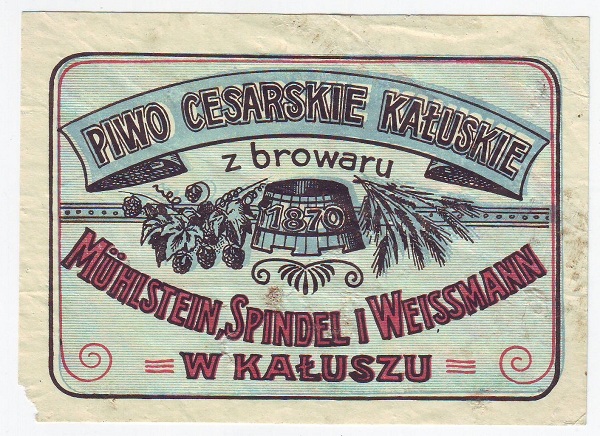 PIWO CESARSKIE KAŁUSKIE
z browaru
1870
MÜHLSTEIN, SPINDEL I WEISSMANN
W KAŁUSZU